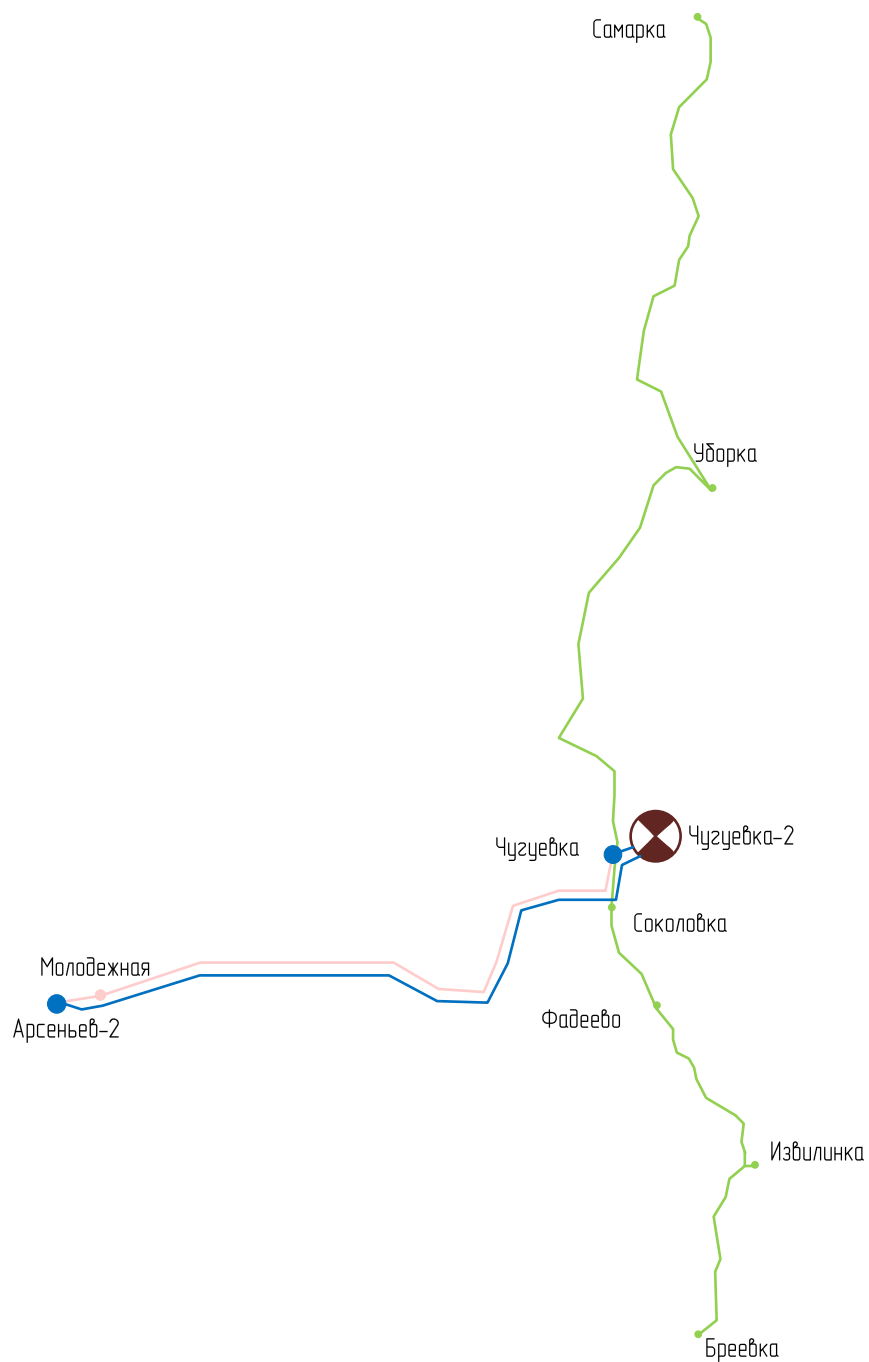 Самарка
Уборка
Чугуевка-2
Чугуевка
Соколовка
Молодежная
Фадеево
Арсеньев-2
Извилинка
Бреевка